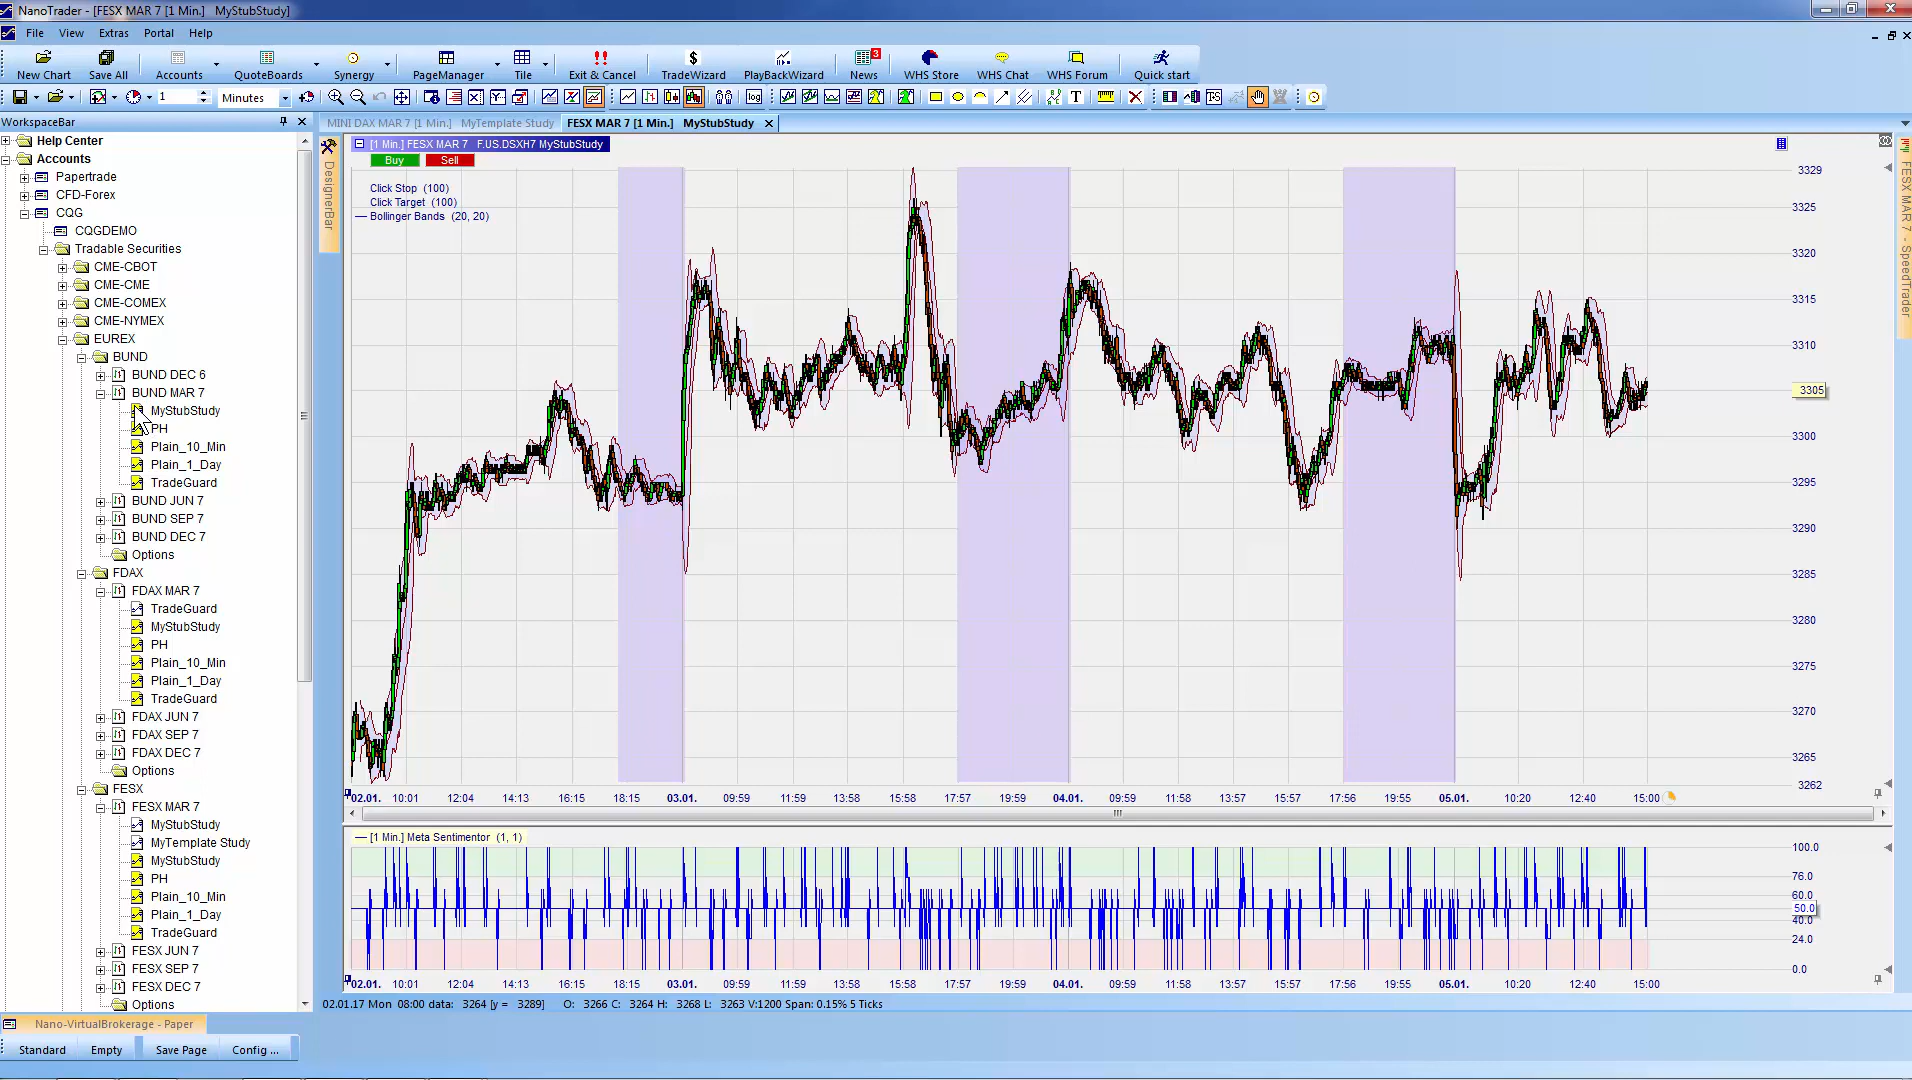 NanoTrader - [FESX MAR 7 [1 Min.]   MyStubStudy]
File View Extras Portal Help
New Chart Save All Accounts QuoteBoards Synergy PageManager Tile Exit & Cancel TradeWizard PlayBackWizard News 3 WHS Store WHS Chat WHS Forum Quick start
1 Minutes log T
WorkspaceBar
MINI DAX MAR 7 [1 Min.]   MyTemplate Study
FESX MAR 7 [1 Min.]   MyStubStudy
Help Center
Accounts
Papertrade
CFD-Forex
CQG
CQGDEMO
Tradable Securities
CME-CBOT
CME-CME
CME-COMEX
CME-NYMEX
EUREX
BUND
BUND DEC 6
BUND MAR 7
MyStubStudy
PH
Plain_10_Min
Plain_1_Day
TradeGuard
BUND JUN 7
BUND SEP 7
BUND DEC 7
Options
FDAX
FDAX MAR 7
TradeGuard
MyStubStudy
PH
Plain_10_Min
Plain_1_Day
TradeGuard
FDAX JUN 7
FDAX SEP 7
FDAX DEC 7
Options
FESX
FESX MAR 7
MyStubStudy
MyTemplate Study
MyStubStudy
PH
Plain_10_Min
Plain_1_Day
TradeGuard
FESX JUN 7
FESX SEP 7
FESX DEC 7
Options
DesignerBar
[1 Min.] FESX MAR 7   F.US.DSXH7 MyStubStudy
Buy Sell
Click Stop (100)
Click Target (100)
Bollinger Bands (20, 20)
3329
3325
3320
3315
3310
3305
3300
3295
3290
3285
3280
3275
3270
3265
3262
02.01. 10:01 12:04 14:13 16:15 18:15 03.01. 09:59 11:59 13:58 15:58 17:57 19:59 04.01. 09:59 11:58 13:57 15:57 17:56 19:55 05.01. 10:20 12:40 15:00
[1 Min.] Meta Sentimentor (1, 1)
100.0
76.0
60.0
50.0
40.0
24.0
0.0
02.01. 10:01 12:04 14:13 16:15 18:15 03.01. 09:59 11:59 13:58 15:58 17:57 19:59 04.01. 09:59 11:58 13:57 15:57 17:56 19:55 05.01. 10:20 12:40 15:00
02.01.17 Mon 08:00 data: 3264 [y = 3289] O: 3266 C: 3264 H: 3268 L: 3263 V:1200 Span: 0.15% 5 Ticks
FESX MAR 7 - SpeedTrader
Nano-VirtualBrokerage - Paper
Standard Empty Save Page Config ...